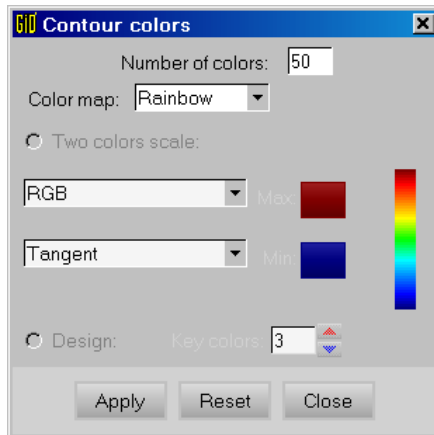 GiD Contour colors
Number of colors: 50
Color map: Rainbow
Two colors scale:
RGB Max:
Tangent Min:
Design: Key colors: 3
Apply Reset Close